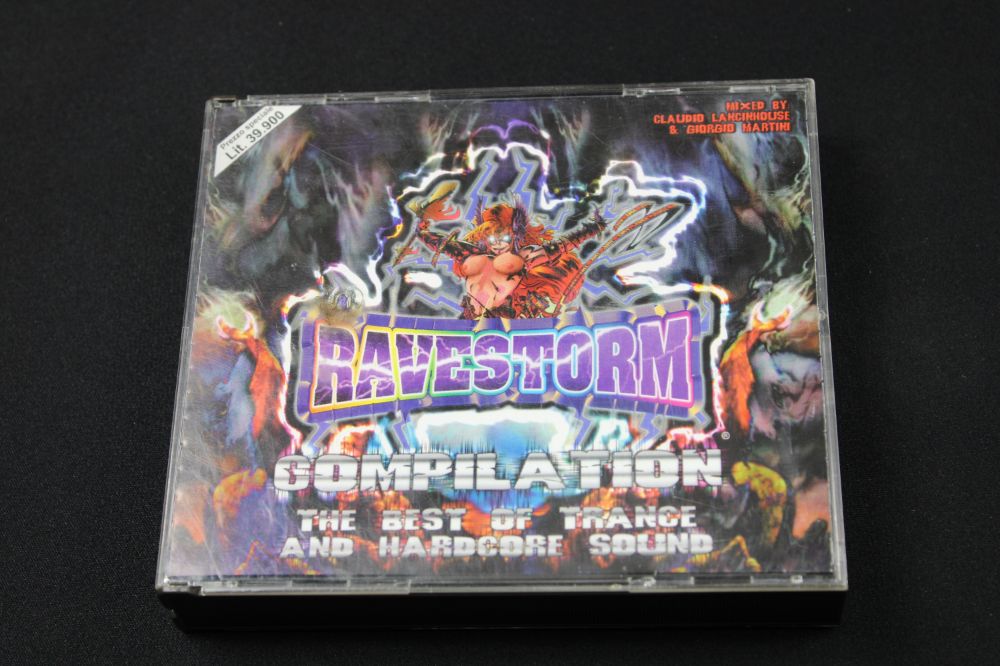 Prezzo speciale
Lit. 39.900
MIXED BY
CLAUDIO LANCINHOUSE
& GIORGIO MARTINI
RAVESTORM
®
COMPILATION
THE BEST OF TRANCE
AND HARDCORE SOUND